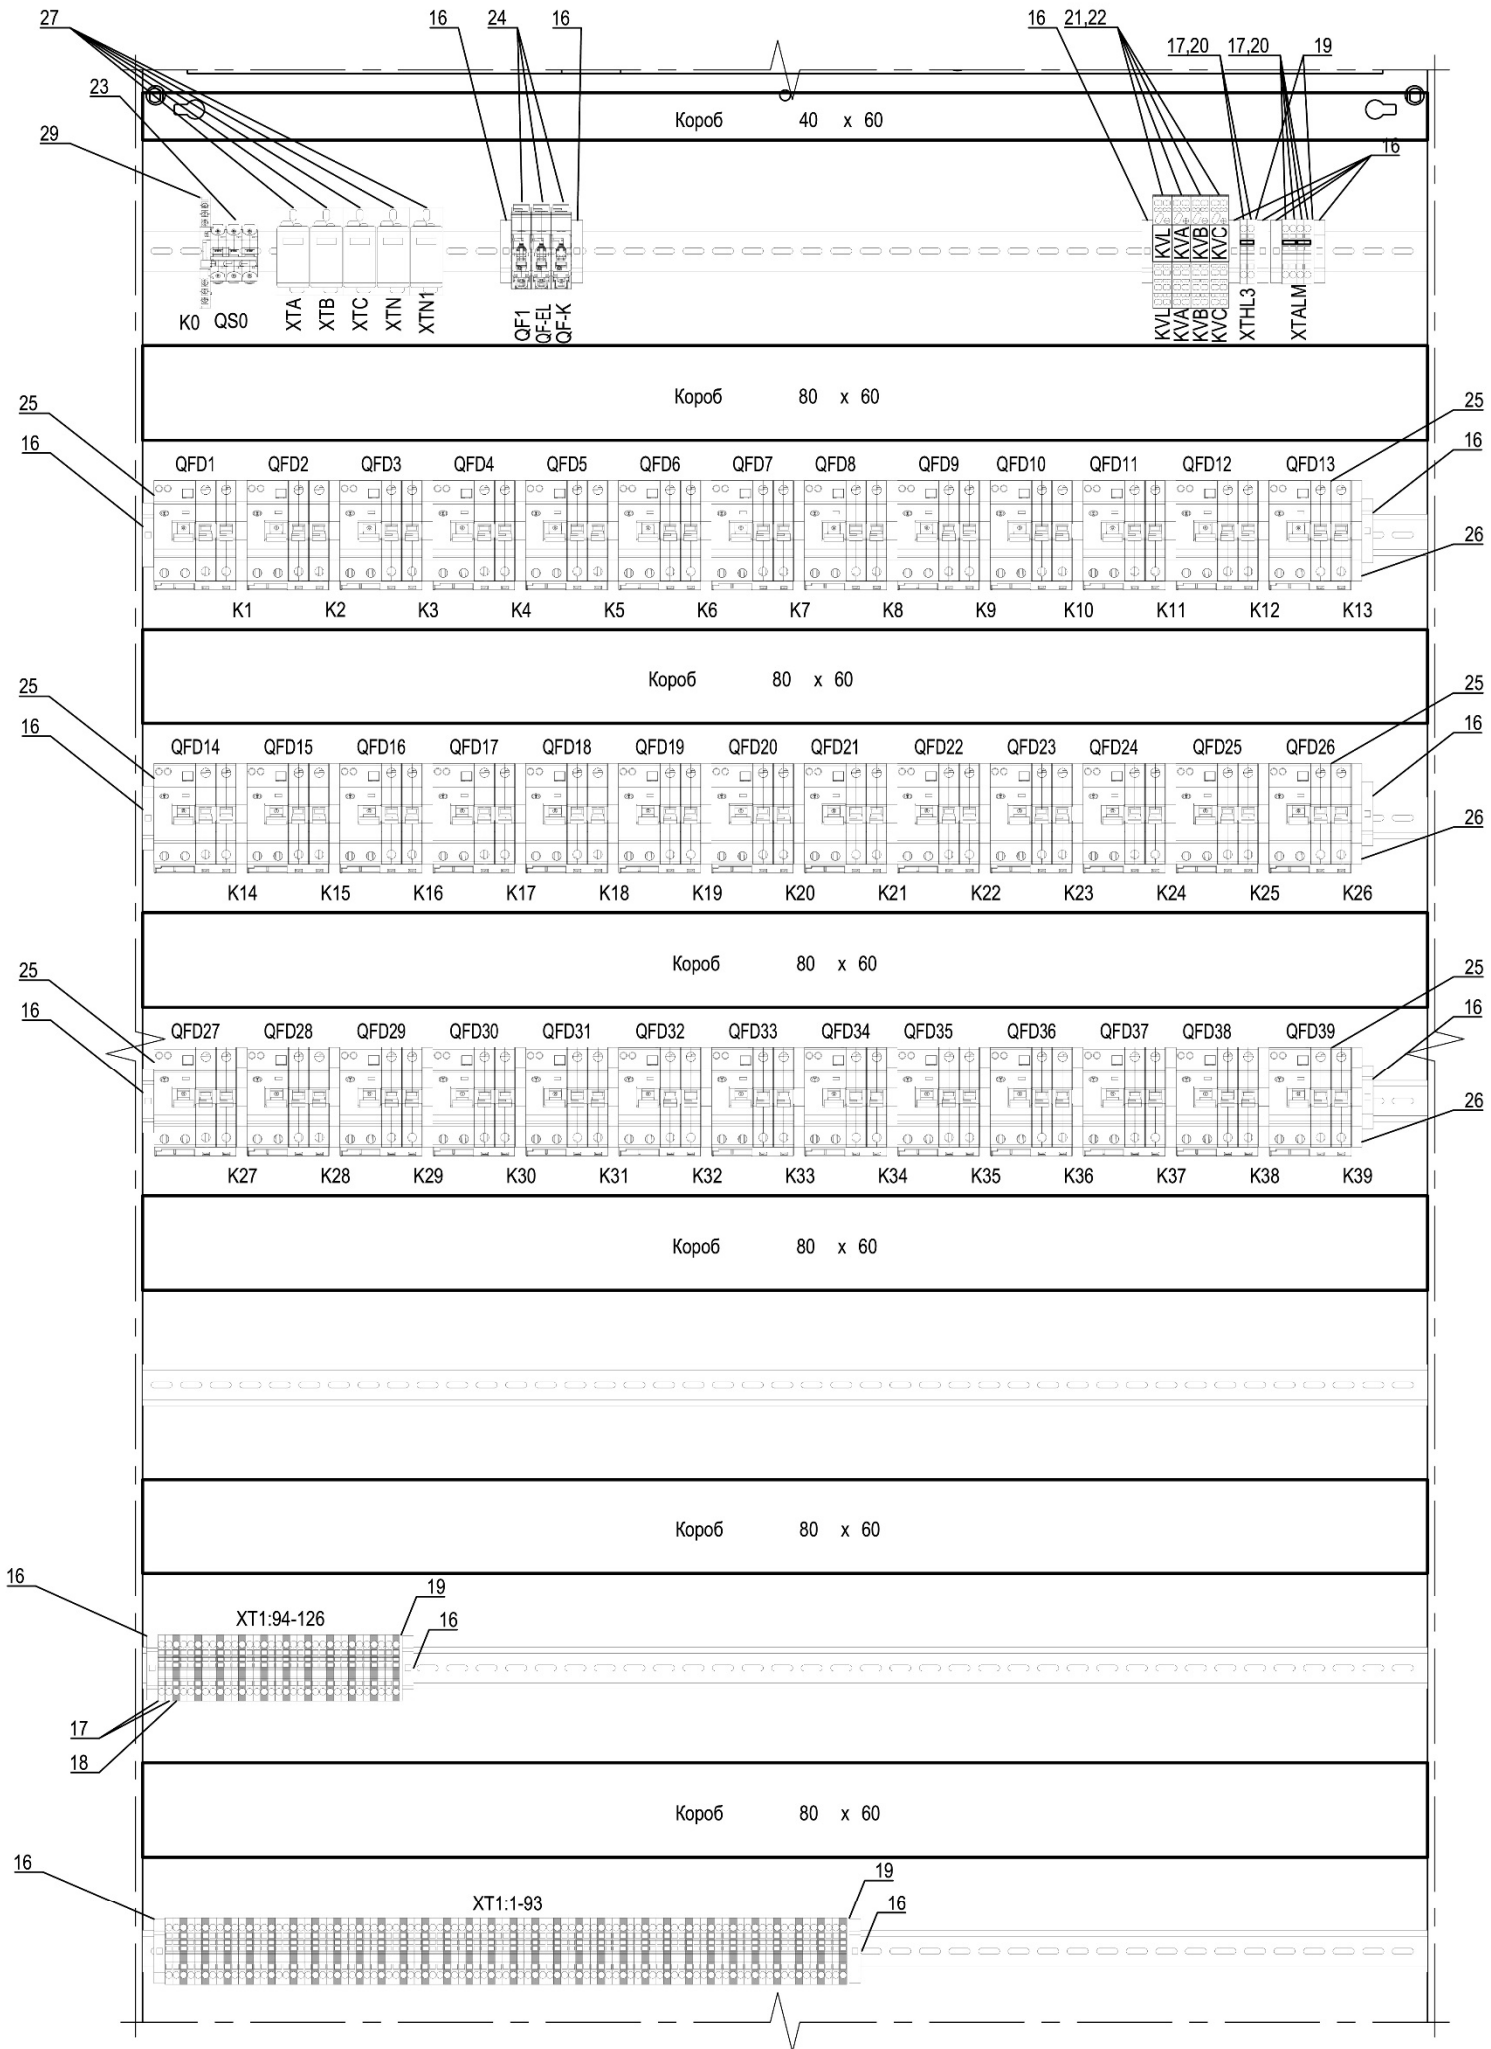 27 16 24 16 16 21,22 17,20 17,20 19
23
29
Короб 40 x 60
16
KVL KVA KVB KVC
K0 QS0 XTA XTB XTC XTN XTN1 QF1 QF-EL QF-K KVL KVA KVB KVC XTHL3 XTALM
Короб 80 x 60
25 25
16 16
QFD1 QFD2 QFD3 QFD4 QFD5 QFD6 QFD7 QFD8 QFD9 QFD10 QFD11 QFD12 QFD13
26
K1 K2 K3 K4 K5 K6 K7 K8 K9 K10 K11 K12 K13
Короб 80 x 60
25 25
16 16
QFD14 QFD15 QFD16 QFD17 QFD18 QFD19 QFD20 QFD21 QFD22 QFD23 QFD24 QFD25 QFD26
26
K14 K15 K16 K17 K18 K19 K20 K21 K22 K23 K24 K25 K26
Короб 80 x 60
25 25
16 16
QFD27 QFD28 QFD29 QFD30 QFD31 QFD32 QFD33 QFD34 QFD35 QFD36 QFD37 QFD38 QFD39
26
K27 K28 K29 K30 K31 K32 K33 K34 K35 K36 K37 K38 K39
Короб 80 x 60
Короб 80 x 60
16 19
XT1:94-126 16
17
18
Короб 80 x 60
16 19
XT1:1-93 16